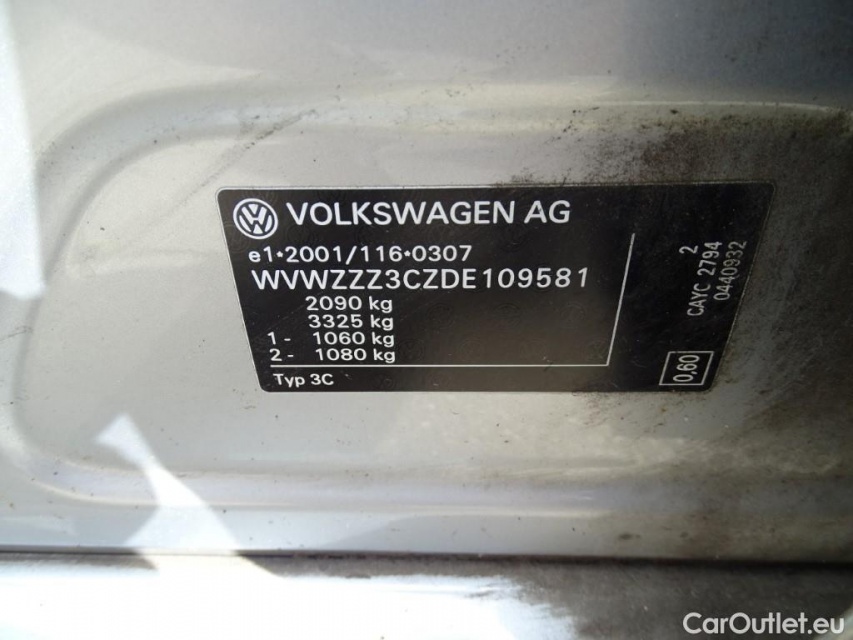 VOLKSWAGEN AG
e1*2001/116*0307
WVWZZZ3CZDE109581
2090 kg
3325 kg
1 - 1060 kg
2 - 1080 kg
Typ 3C
2
CAYC 2794
0440932
0,60
CarOutlet.eu